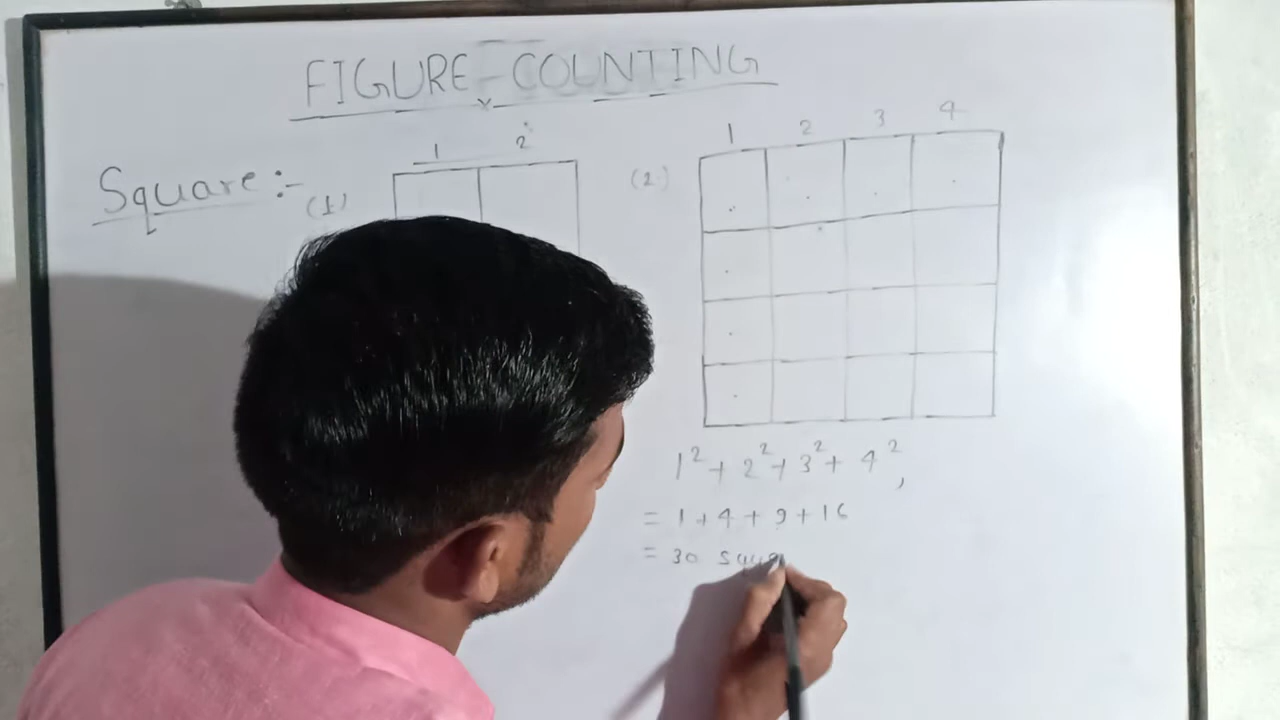 FIGURE COUNTING
Square :-
(1)
1 2
(2)
1 2 3 4
1² + 2² + 3² + 4²,
= 1 + 4 + 9 + 16
= 30 squa